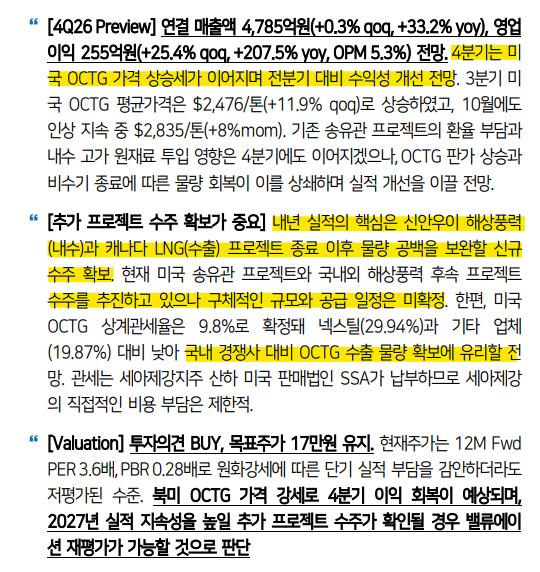 “ [4Q26 Preview] 연결 매출액 4,785억원(+0.3% qoq, +33.2% yoy), 영업
이익 255억원(+25.4% qoq, +207.5% yoy, OPM 5.3%) 전망. 4분기는 미
국 OCTG 가격 상승세가 이어지며 전분기 대비 수익성 개선 전망. 3분기 미
국 OCTG 평균가격은 $2,476/톤(+11.9% qoq)로 상승하였고, 10월에도
인상 지속 중 $2,835/톤(+8%mom). 기존 송유관 프로젝트의 환율 부담과
내수 고가 원재료 투입 영향은 4분기에도 이어지겠으나, OCTG 판가 상승과
비수기 종료에 따른 물량 회복이 이를 상쇄하며 실적 개선을 이끌 전망.
“ [추가 프로젝트 수주 확보가 중요] 내년 실적의 핵심은 신안우이 해상풍력
(내수)과 캐나다 LNG(수출) 프로젝트 종료 이후 물량 공백을 보완할 신규
수주 확보. 현재 미국 송유관 프로젝트와 국내외 해상풍력 후속 프로젝트
수주를 추진하고 있으나 구체적인 규모와 공급 일정은 미확정. 한편, 미국
OCTG 상계관세율은 9.8%로 확정돼 넥스틸(29.94%)과 기타 업체
(19.87%) 대비 낮아 국내 경쟁사 대비 OCTG 수출 물량 확보에 유리할 전
망. 관세는 세아제강지주 산하 미국 판매법인 SSA가 납부하므로 세아제강
의 직접적인 비용 부담은 제한적.
“ [Valuation] 투자의견 BUY, 목표주가 17만원 유지. 현재주가는 12M Fwd
PER 3.6배, PBR 0.28배로 원화강세에 따른 단기 실적 부담을 감안하더라도
저평가된 수준. 북미 OCTG 가격 강세로 4분기 이익 회복이 예상되며,
2027년 실적 지속성을 높일 추가 프로젝트 수주가 확인될 경우 밸류에이
션 재평가가 가능할 것으로 판단